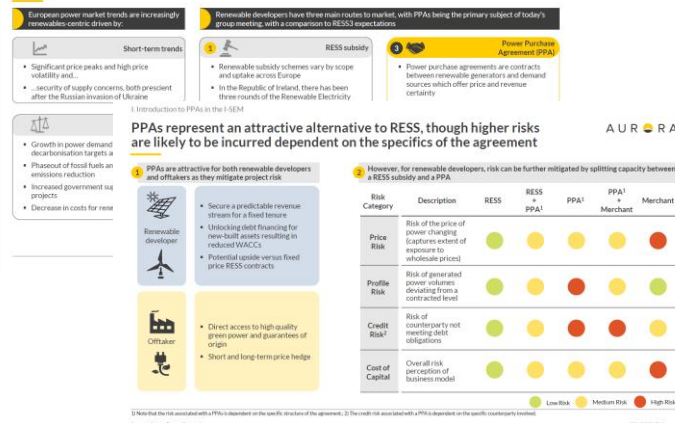 European power market trends are increasingly
renewables-centric driven by:
Renewable developers have three main routes to market, with PPAs being the primary subject of today's
group meeting, with a comparison to RESS3 expectations
Short-term trends
• Significant price peaks and high price
volatility and...
• ...security of supply concerns, both prescient
after the Russian invasion of Ukraine
1
RESS subsidy
• Renewable subsidy schemes vary by scope
and uptake across Europe
• In the Republic of Ireland, there has been
three rounds of the Renewable Electricity
3
Power Purchase
Agreement (PPA)
• Power purchase agreements are contracts
between renewable generators and demand
sources which offer price and revenue
certainty
• Growth in power demand
decarbonisation targets a
• Phaseout of fossil fuels an
emissions reduction
• Increased government su
projects
• Decrease in costs for rene
I. Introduction to PPAs in the I-SEM
PPAs represent an attractive alternative to RESS, though higher risks
are likely to be incurred dependent on the specifics of the agreement
AURORA
1 PPAs are attractive for both renewable developers
and offtakers as they mitigate project risk
Renewable
developer
• Secure a predictable revenue
stream for a fixed tenure
• Unlocking debt financing for
new-built assets resulting in
reduced WACCs
• Potential upside versus fixed
price RESS contracts
Offtaker
• Direct access to high quality
green power and guarantees of
origin
• Short and long-term price hedge
2 However, for renewable developers, risk can be further mitigated by splitting capacity between
a RESS subsidy and a PPA
Risk
Category
Description
RESS
RESS
+
PPA¹
PPA¹
PPA¹
+
Merchant
Merchant
Price
Risk
Risk of the price of
power changing
(captures extent of
exposure to
wholesale prices)
Profile
Risk
Risk of generated
power volumes
deviating from a
contracted level
Credit
Risk²
Risk of
counterparty not
meeting debt
obligations
Cost of
Capital
Overall risk
perception of
business model
Low Risk
Medium Risk
High Risk
1) Note that the risk associated with a PPAs is dependent on the specific structure of the agreement.; 2) The credit risk associated with a PPA is dependent on the specific counterparty involved.